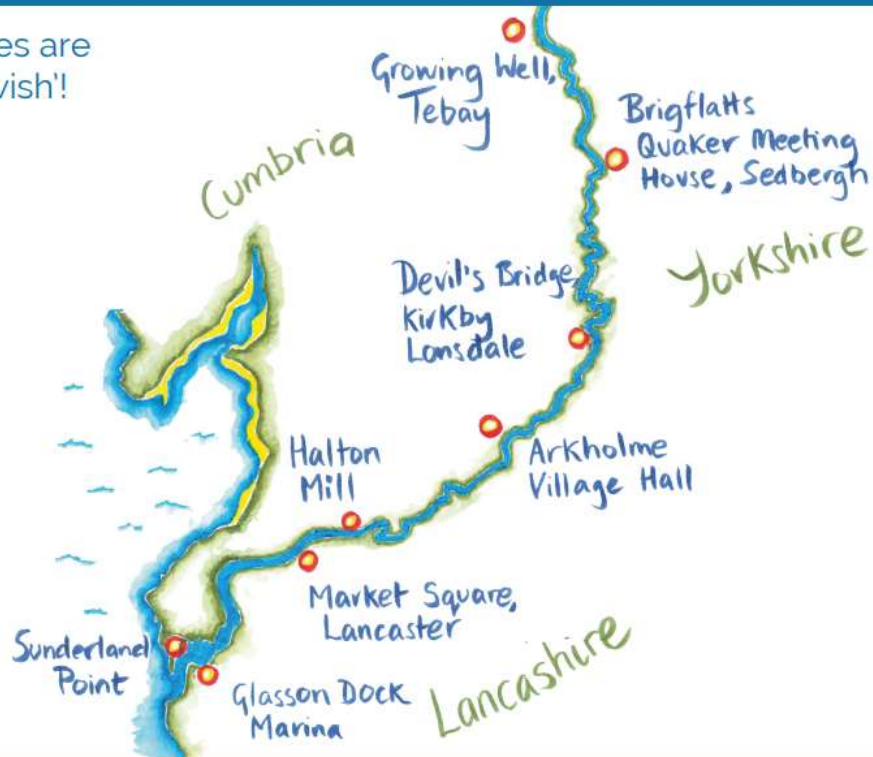 es are
vish'!
Growing Well,
Tebay
Brigflatts
Quaker Meeting
House, Sedbergh
Cumbria
Yorkshire
Devil's Bridge,
Kirkby
Lonsdale
Halton
Mill
Arkholme
Village Hall
Market Square,
Lancaster
Sunderland
Point
Glasson Dock
Marina
Lancashire